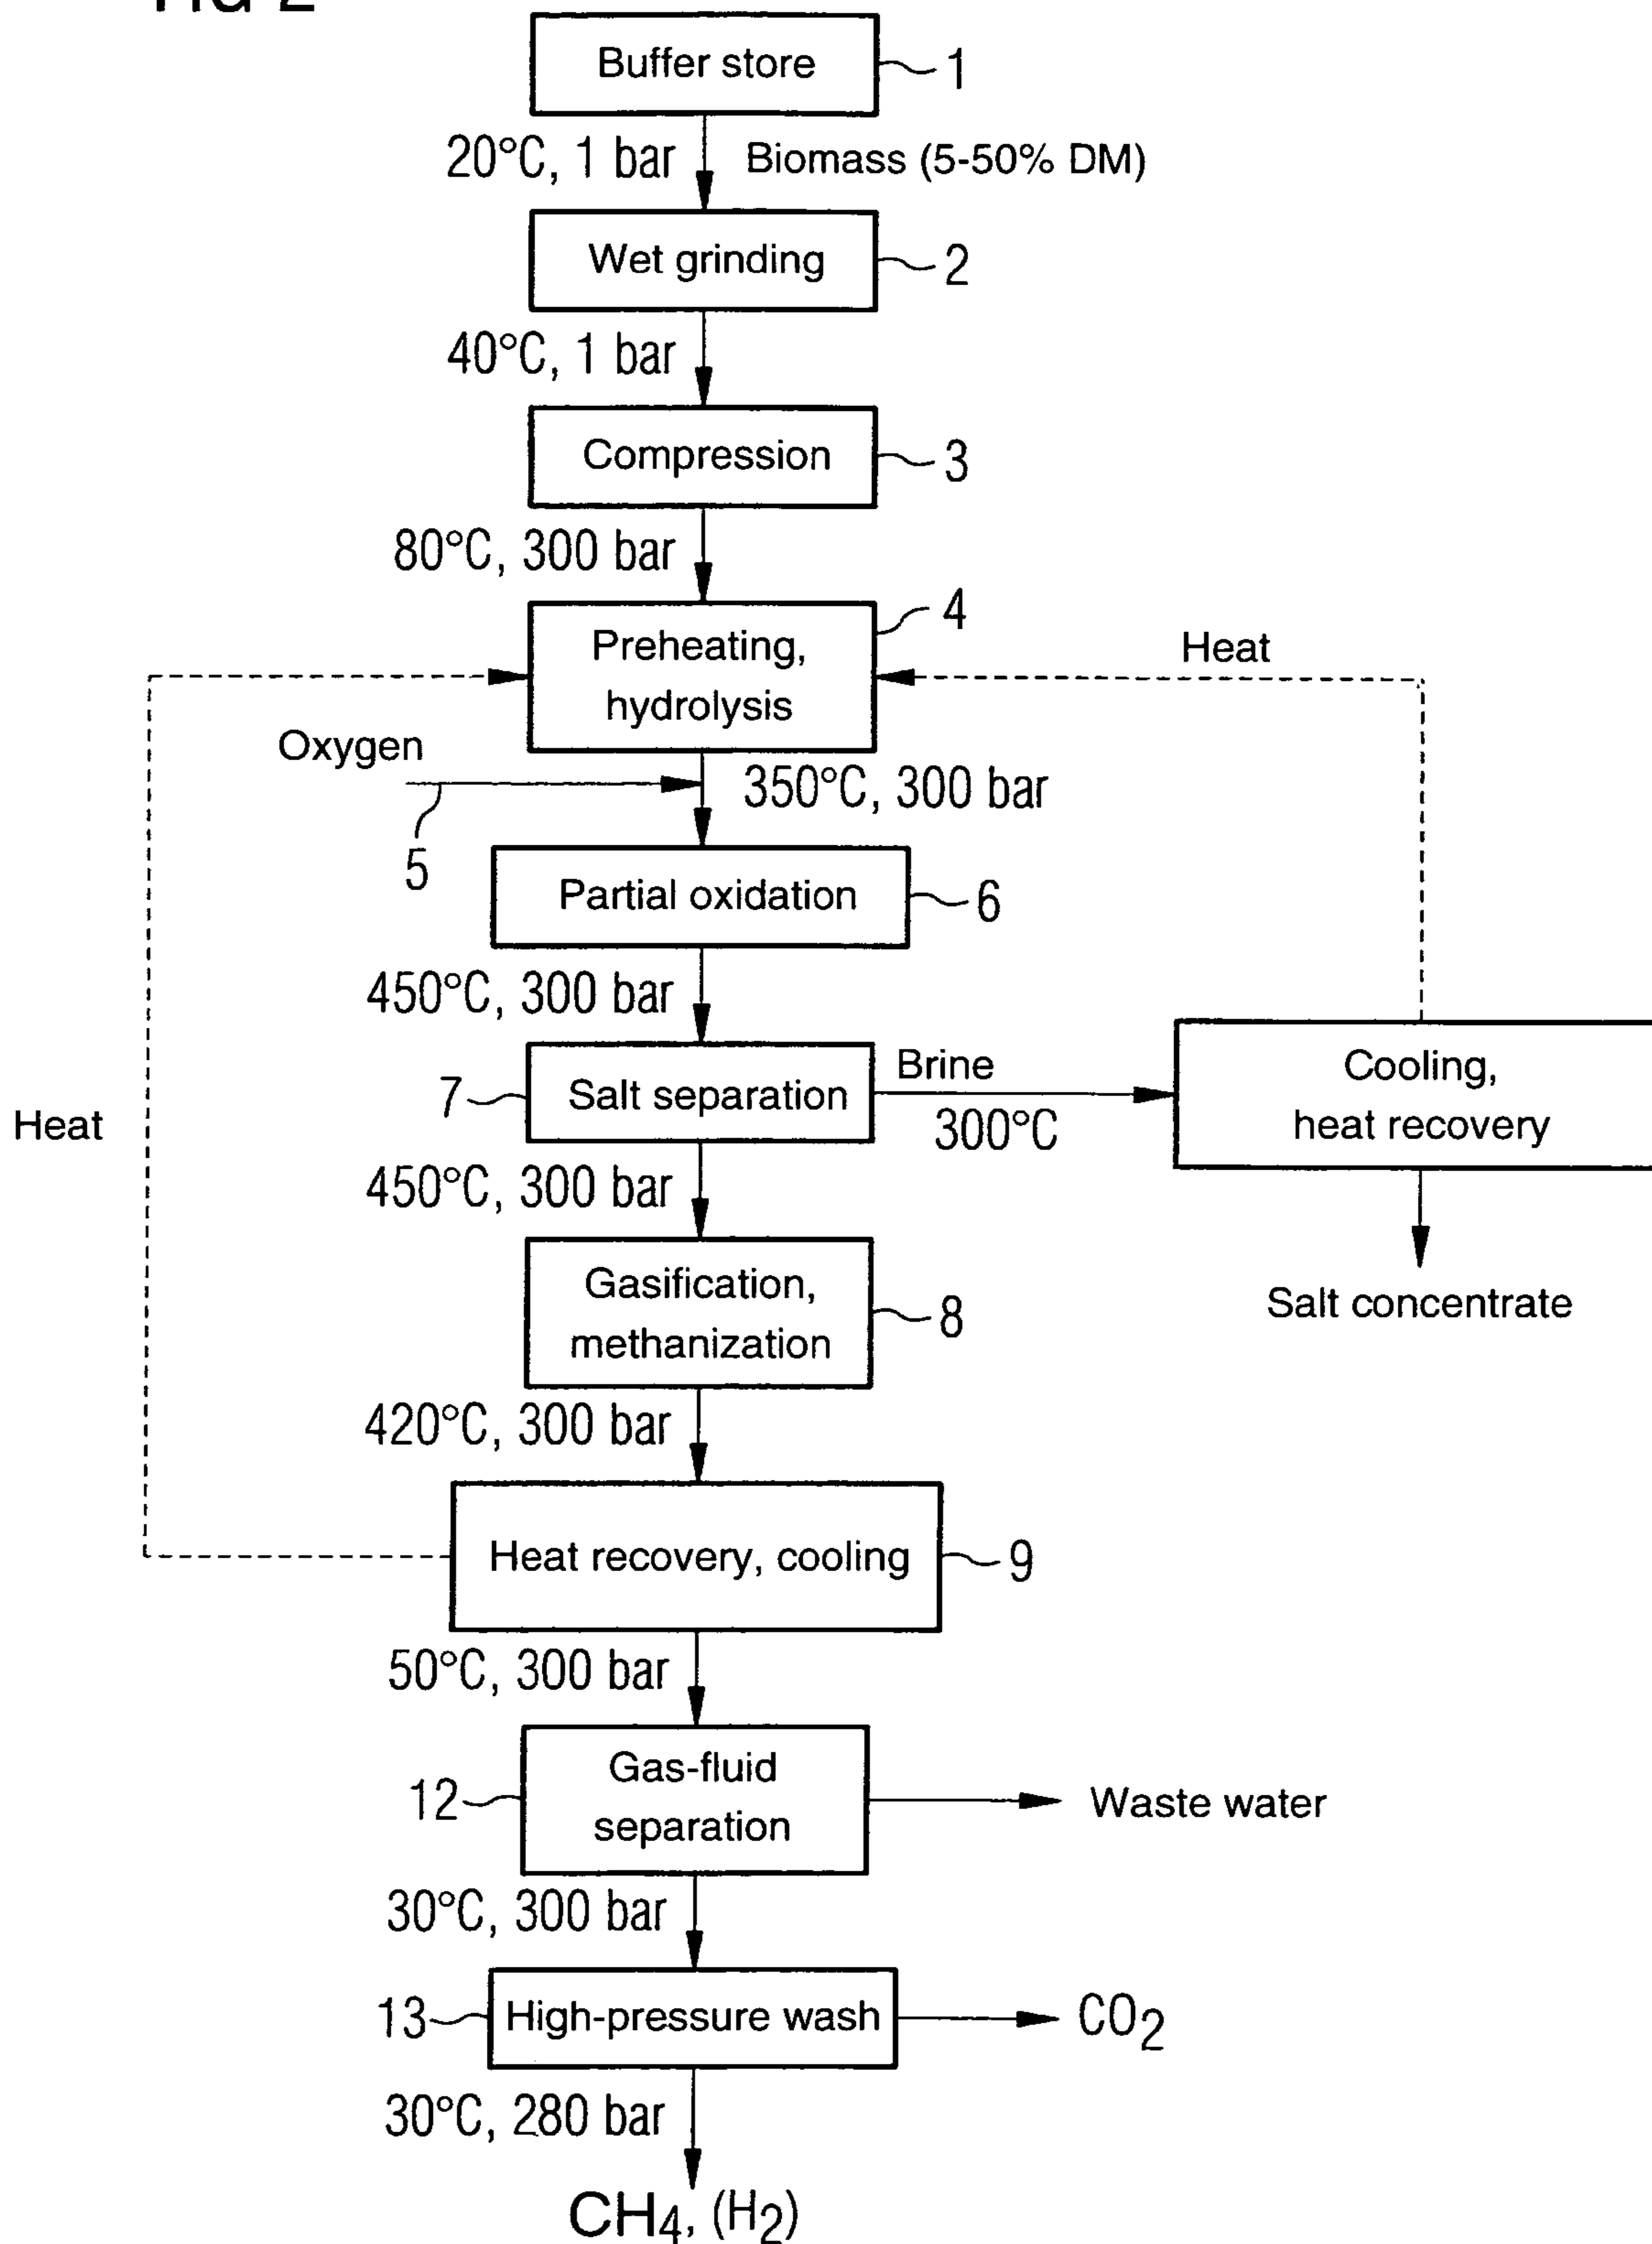 Buffer store
1
20°C, 1 bar
Biomass (5-50% DM)
Wet grinding
2
40°C, 1 bar
Compression
3
80°C, 300 bar
4
Preheating,
hydrolysis
Heat
Oxygen
350°C, 300 bar
5
Partial oxidation
6
450°C, 300 bar
7
Salt separation
Brine
300°C
Cooling,
heat recovery
Heat
450°C, 300 bar
Gasification,
methanization
8
Salt concentrate
420°C, 300 bar
Heat recovery, cooling
9
50°C, 300 bar
12
Gas-fluid
separation
Waste water
30°C, 300 bar
13
High-pressure wash
CO2
30°C, 280 bar
CH4, (H2)